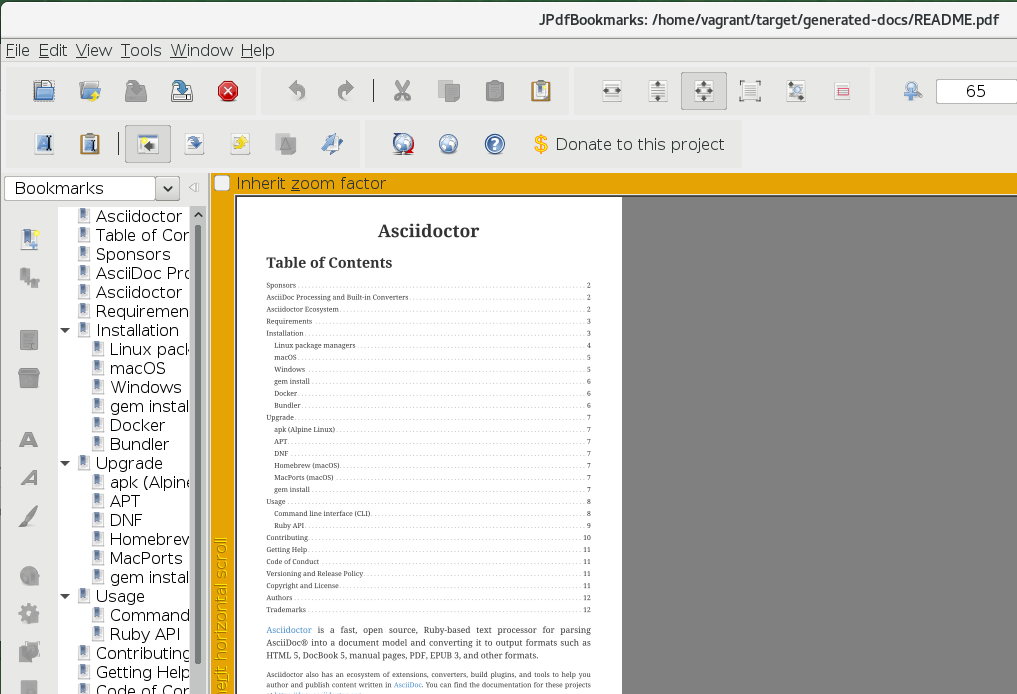 JPdfBookmarks: /home/vagrant/target/generated-docs/README.pdf
File Edit View Tools Window Help
65
Donate to this project
Bookmarks
Inherit zoom factor
Asciidoctor
Table of Cor
Sponsors
AsciiDoc Pro
Asciidoctor
Requiremen
Installation
Linux pack
macOS
Windows
gem instal
Docker
Bundler
Upgrade
apk (Alpine
APT
DNF
Homebrew
MacPorts
gem instal
Usage
Command
Ruby API
Contributing
Getting Help
Code of Cor
herit horizontal scroll
Asciidoctor
Table of Contents
Sponsors 2
AsciiDoc Processing and Built-in Converters 2
Asciidoctor Ecosystem 2
Requirements 3
Installation 3
Linux package managers 4
macOS 5
Windows 5
gem install 6
Docker 6
Bundler 6
Upgrade 7
apk (Alpine Linux) 7
APT 7
DNF 7
Homebrew (macOS) 7
MacPorts (macOS) 7
gem install 7
Usage 8
Command line interface (CLI) 8
Ruby API 9
Contributing 10
Getting Help 11
Code of Conduct 11
Versioning and Release Policy 11
Copyright and License 11
Authors 12
Trademarks 12
Asciidoctor is a fast, open source, Ruby-based text processor for parsing
AsciiDoc® into a document model and converting it to output formats such as
HTML 5, DocBook 5, manual pages, PDF, EPUB 3, and other formats.
Asciidoctor also has an ecosystem of extensions, converters, build plugins, and tools to help you
author and publish content written in AsciiDoc. You can find the documentation for these projects